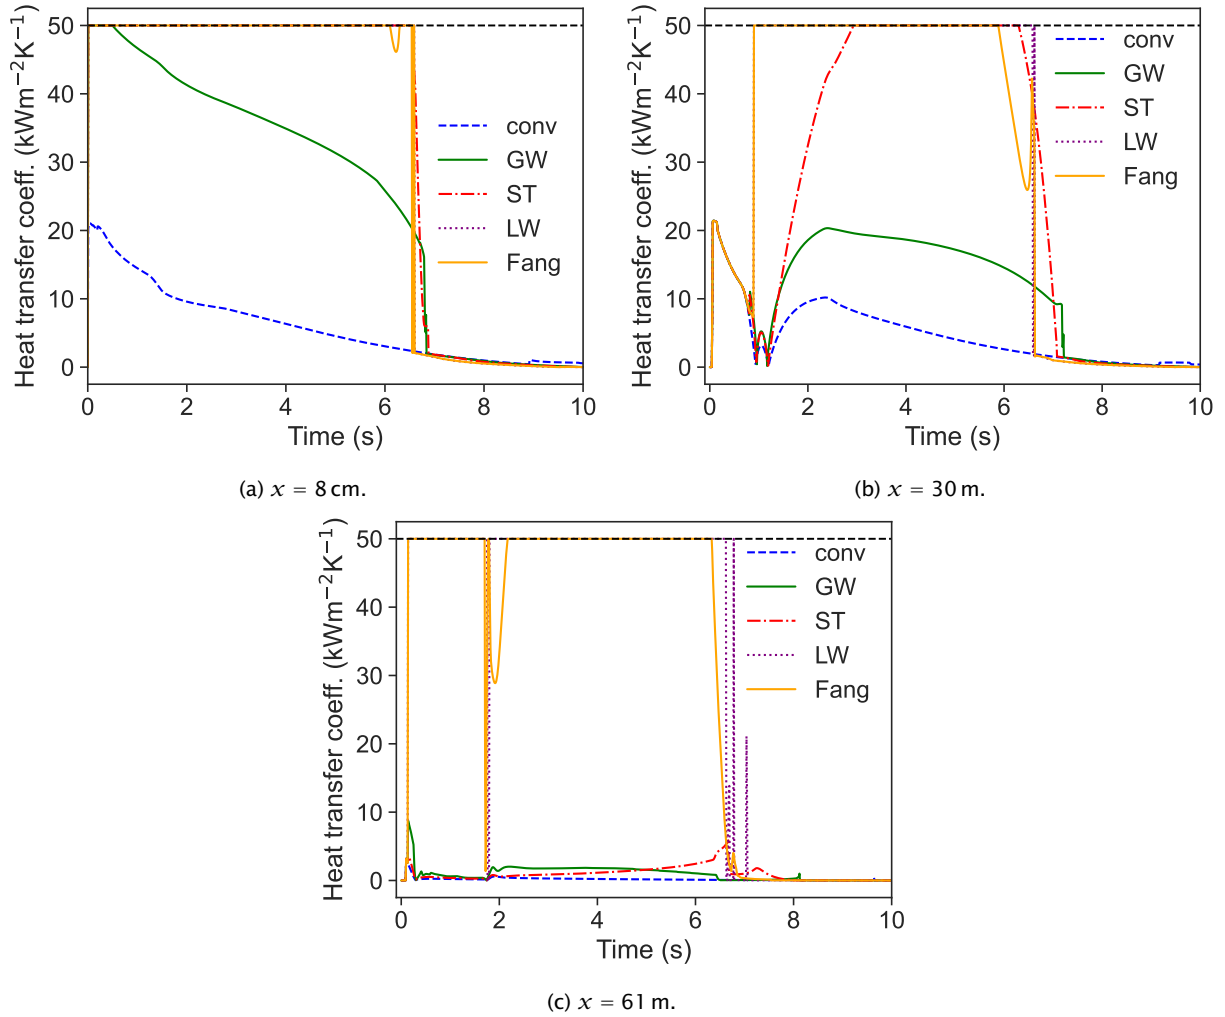 Heat transfer coeff. (kWm⁻²K⁻¹)
50
40
30
20
10
0
conv
GW
ST
LW
Fang
0 2 4 6 8 10
Time (s)
(a) x = 8 cm.
Heat transfer coeff. (kWm⁻²K⁻¹)
50
40
30
20
10
0
conv
GW
ST
LW
Fang
0 2 4 6 8 10
Time (s)
(b) x = 30 m.
Heat transfer coeff. (kWm⁻²K⁻¹)
50
40
30
20
10
0
conv
GW
ST
LW
Fang
0 2 4 6 8 10
Time (s)
(c) x = 61 m.